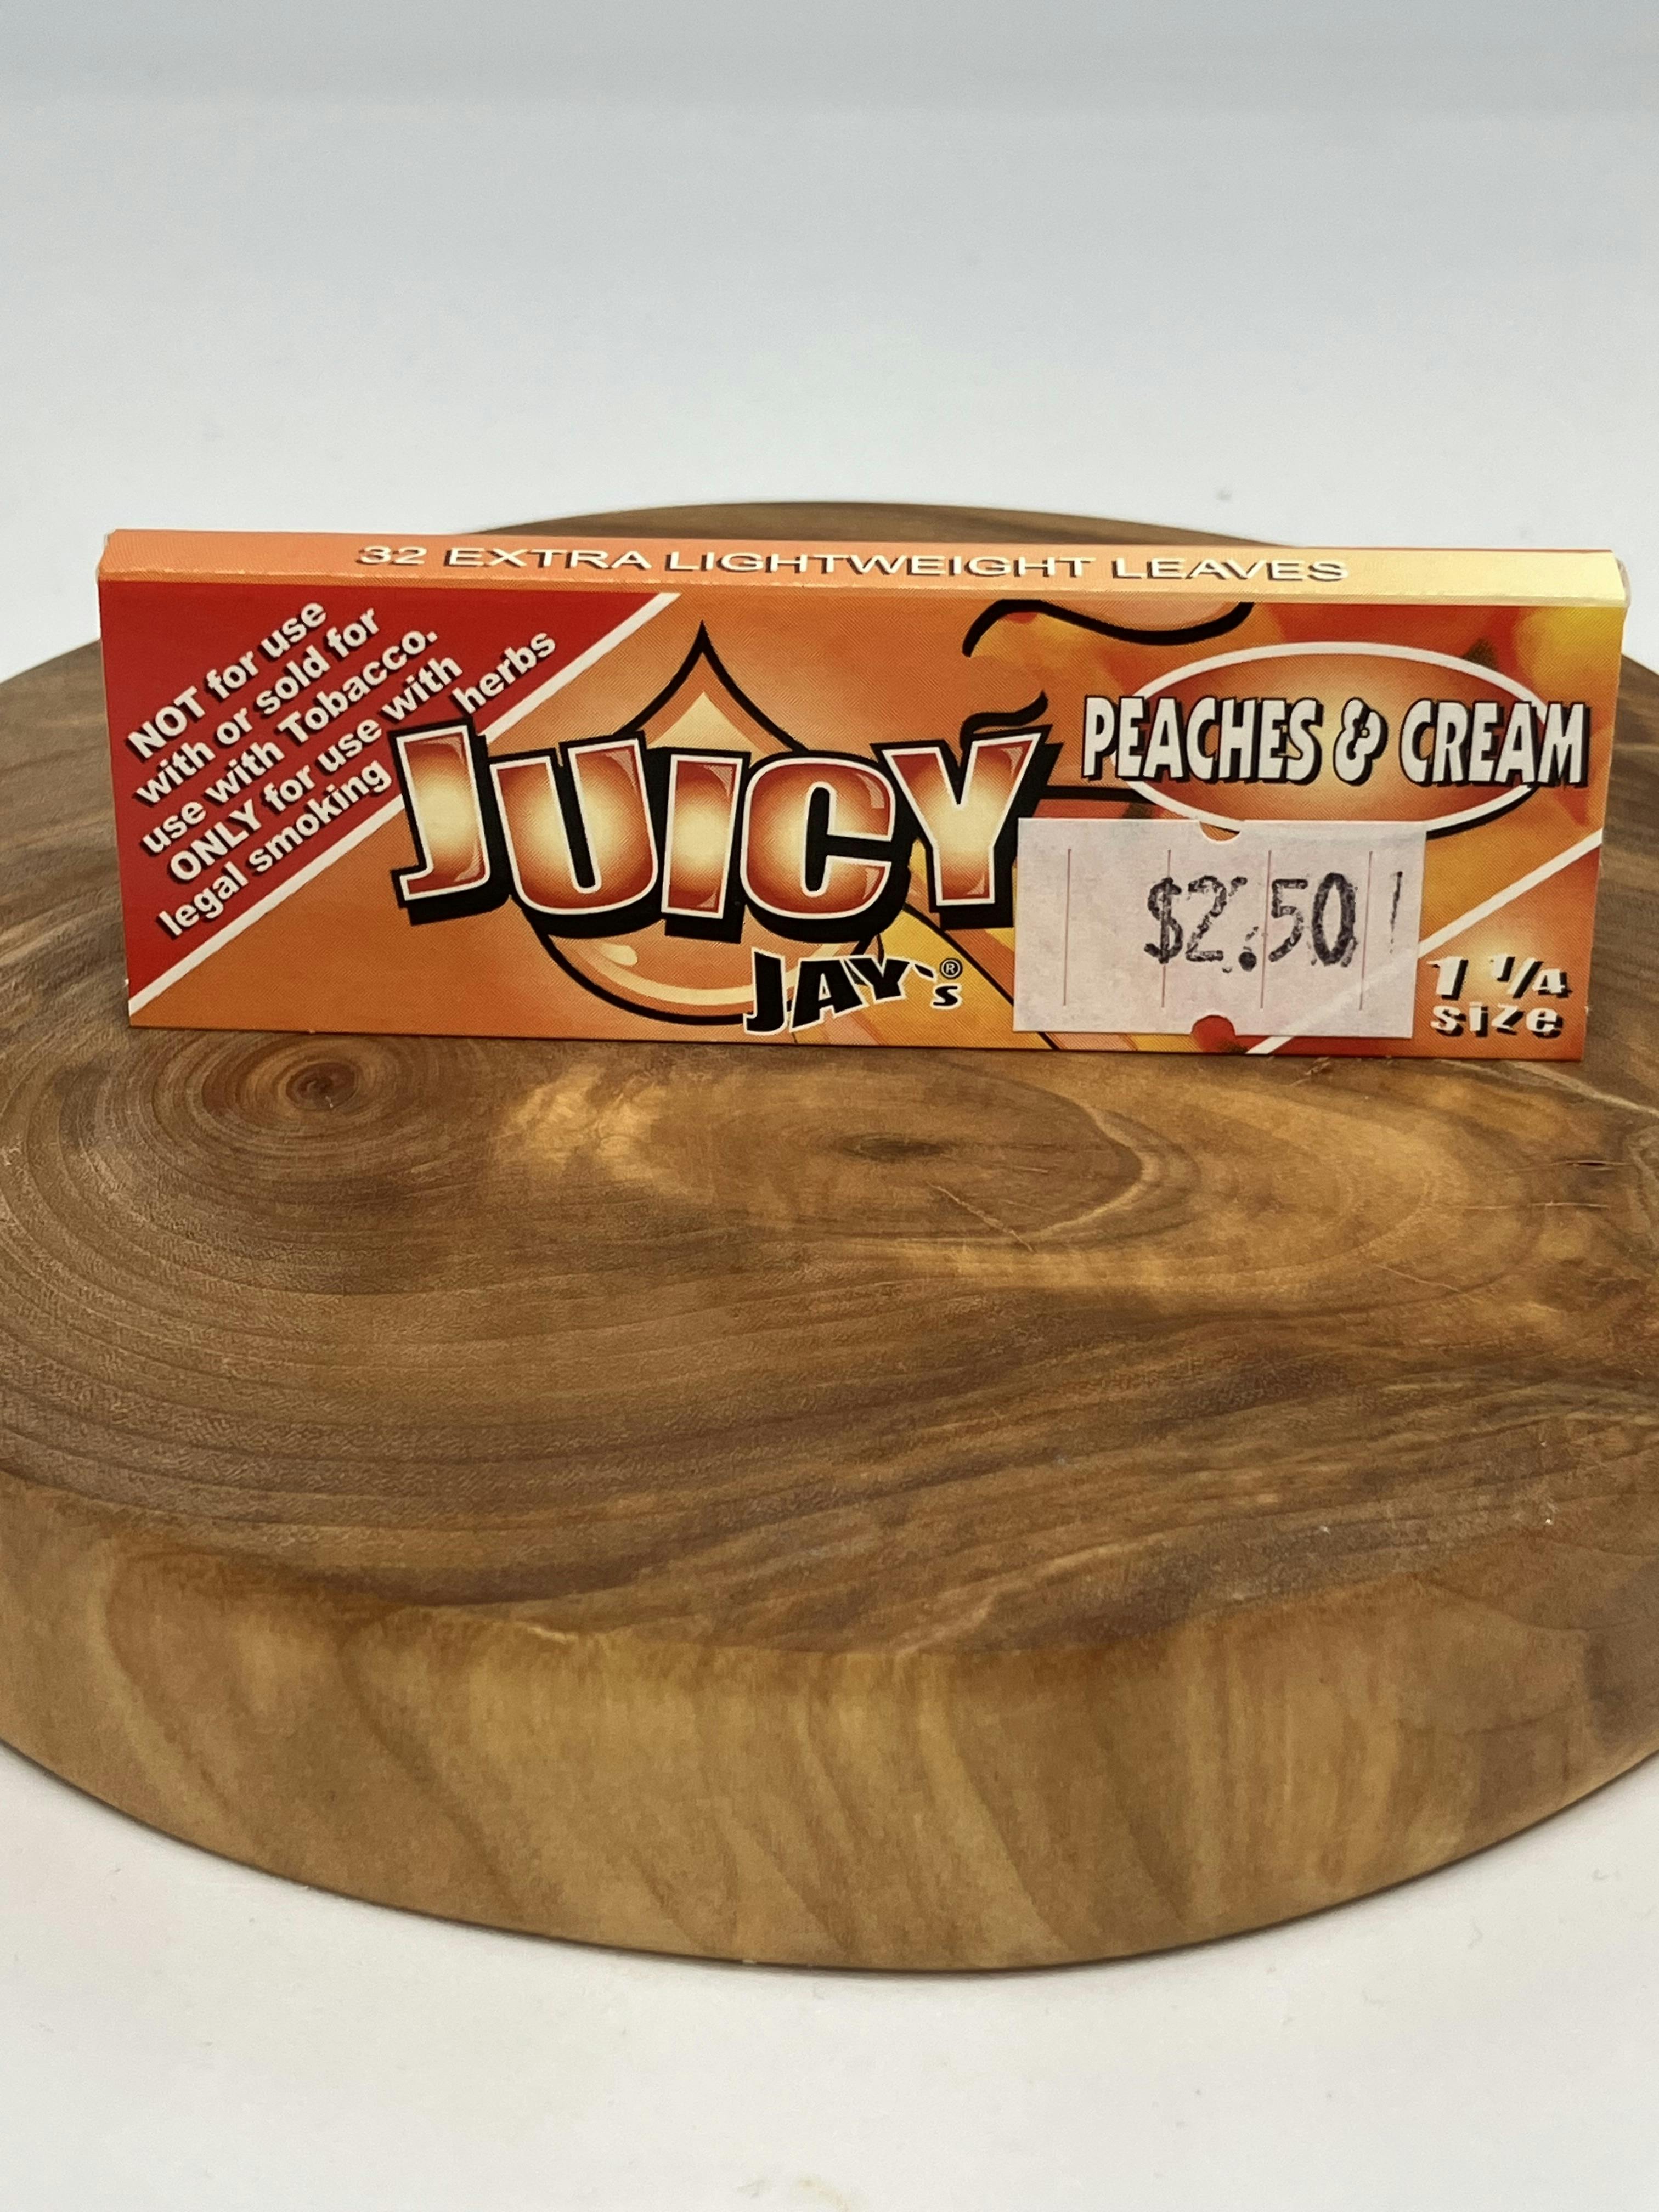 32 EXTRA LIGHTWEIGHT LEAVES
NOT for use
with or sold for
use with Tobacco.
ONLY for use with
legal smoking herbs
JUICY
JAY'S®
PEACHES & CREAM
$2.50
1 1/4
size